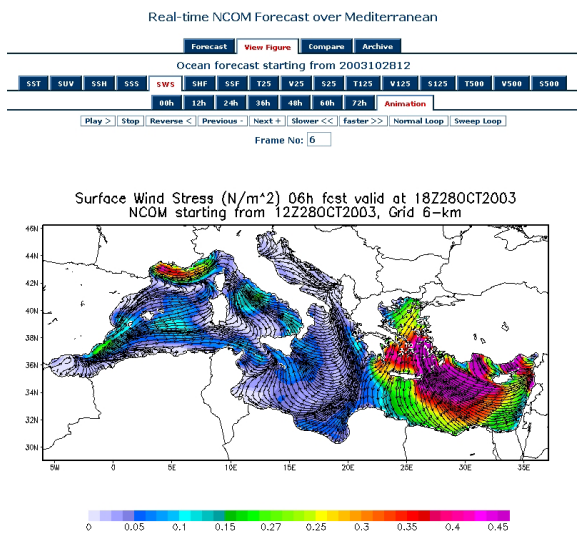 Real-time NCOM Forecast over Mediterranean
Forecast View Figure Compare Archive
Ocean forecast starting from 2003102812
SST SUV SSH SSS SWS SHF SSF T25 V25 S25 T125 V125 S125 T500 V500 S500
00h 12h 24h 36h 48h 60h 72h Animation
Play > Stop Reverse < Previous - Next + Slower << faster >> Normal Loop Sweep Loop
Frame No: 6
Surface Wind Stress (N/m^2) 06h fcst valid at 18Z28OCT2003
NCOM starting from 12Z28OCT2003, Grid 6-km
46N
44N
42N
40N
38N
36N
34N
32N
30N
5W 0 5E 10E 15E 20E 25E 30E 35E
0 0.05 0.1 0.15 0.27 0.25 0.3 0.35 0.4 0.45